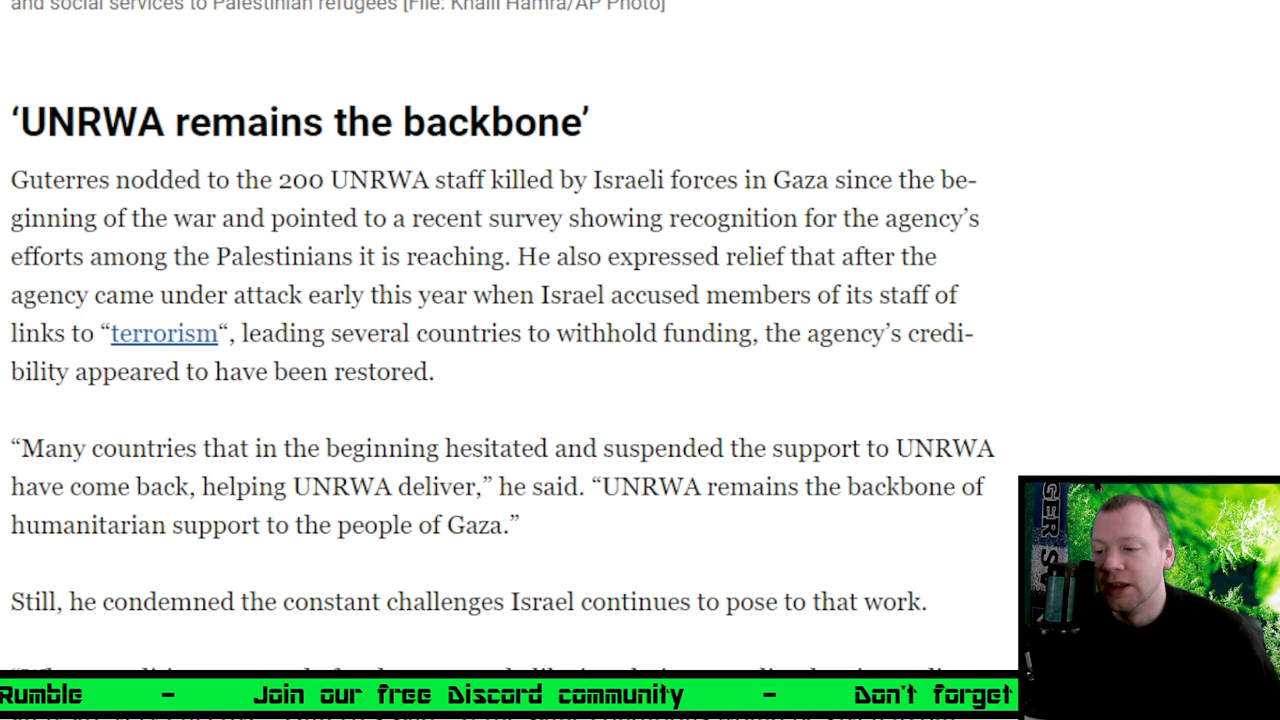 and social services to Palestinian refugees [File: Khalil Hamra/AP Photo]
‘UNRWA remains the backbone’
Guterres nodded to the 200 UNRWA staff killed by Israeli forces in Gaza since the be-
ginning of the war and pointed to a recent survey showing recognition for the agency’s
efforts among the Palestinians it is reaching. He also expressed relief that after the
agency came under attack early this year when Israel accused members of its staff of
links to “terrorism“, leading several countries to withhold funding, the agency’s credi-
bility appeared to have been restored.
“Many countries that in the beginning hesitated and suspended the support to UNRWA
have come back, helping UNRWA deliver,” he said. “UNRWA remains the backbone of
humanitarian support to the people of Gaza.”
Still, he condemned the constant challenges Israel continues to pose to that work.
Rumble - Join our free Discord community - Don't forget